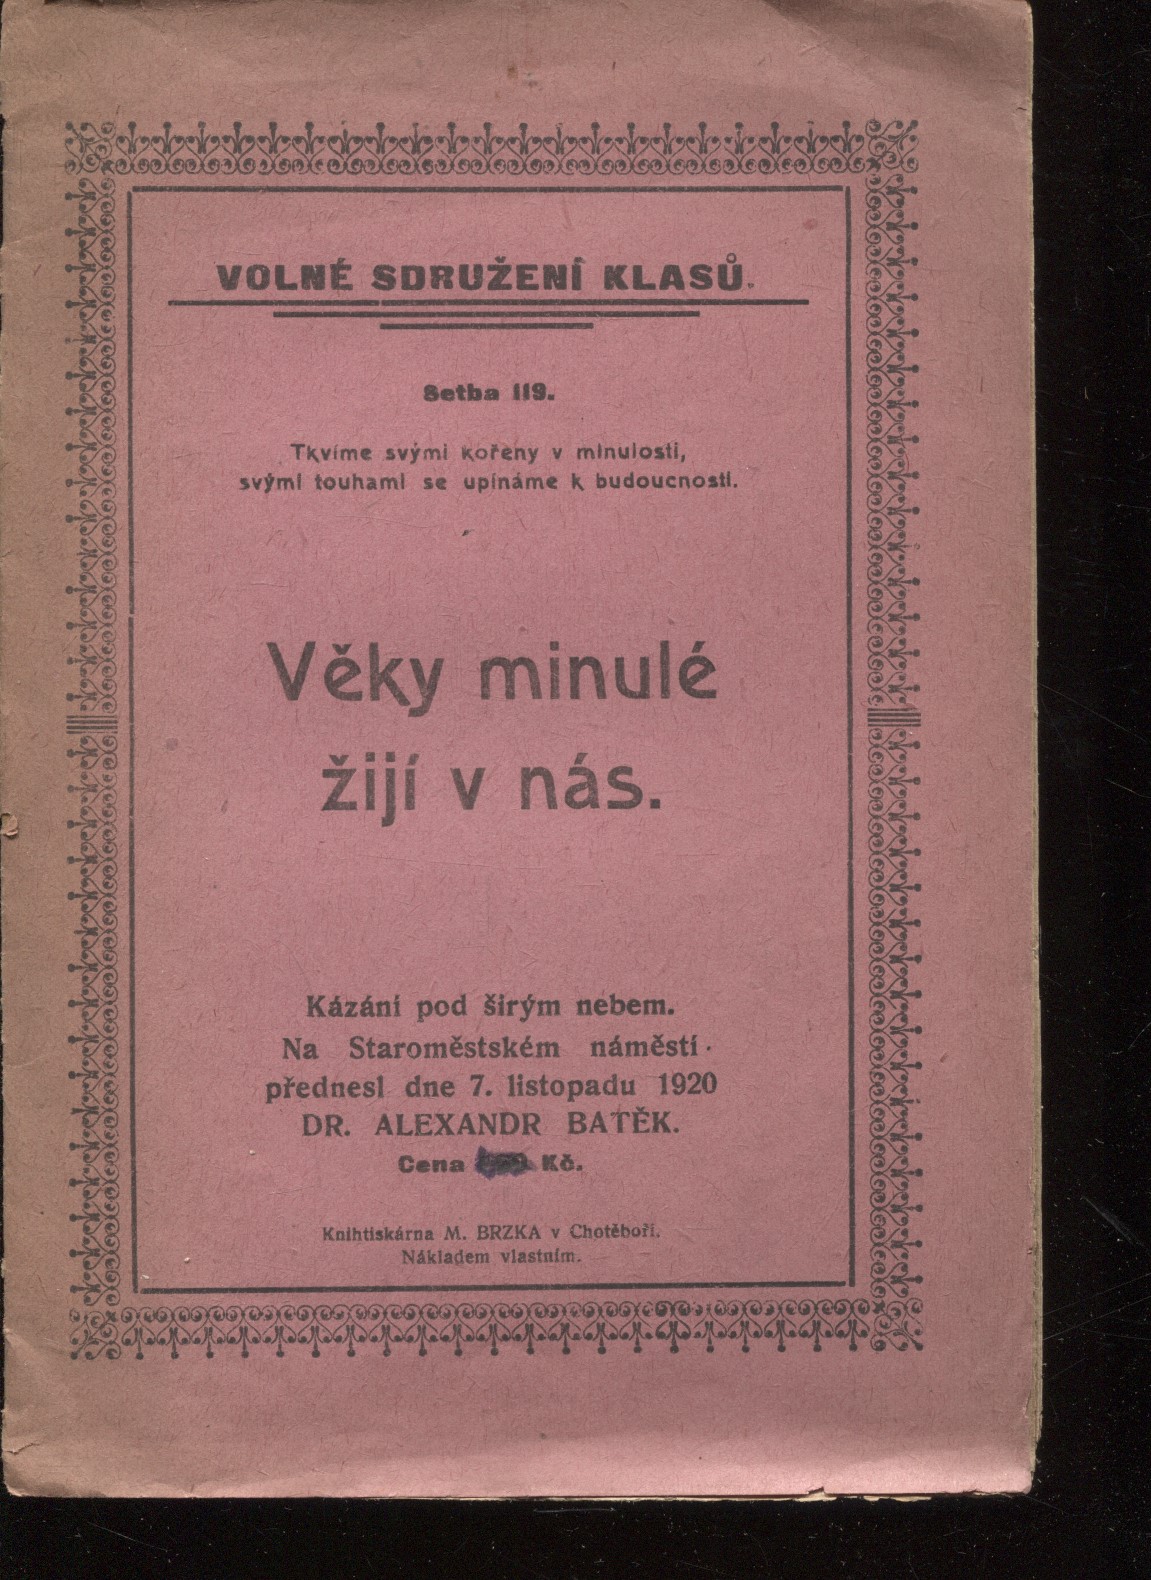 VOLNÉ SDRUŽENÍ KLASŮ.
Setba 119.
Tkvíme svými kořeny v minulosti,
svými touhami se upínáme k budoucnosti.
Věky minulé
žijí v nás.
Kázání pod širým nebem.
Na Staroměstském náměstí
přednesl dne 7. listopadu 1920
DR. ALEXANDR BATĚK.
Cena Kč.
Knihtiskárna M. BRZKA v Chotěboři.
Nákladem vlastním.